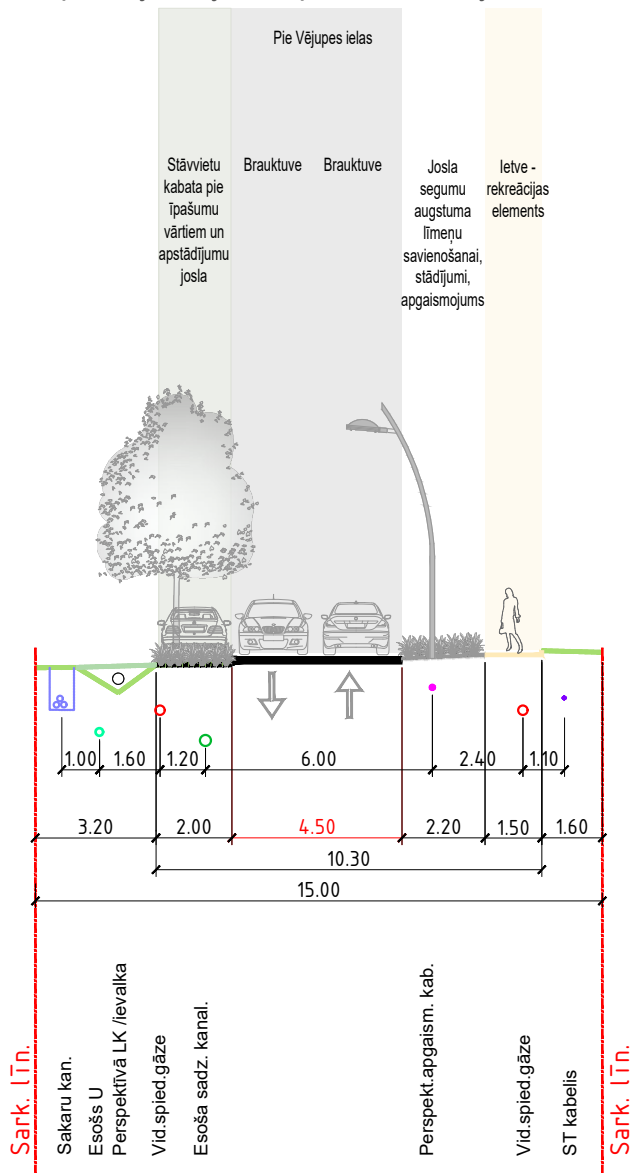 Pie Vējupes ielas
Stāvvietu
kabata pie
īpašumu
vārtiem un
apstādījumu
josla
Brauktuve
Brauktuve
Josla
segumu
augstuma
līmeņu
savienošanai,
stādījumi,
apgaismojums
Ietve -
rekreācijas
elements
1.00
1.60
1.20
6.00
2.40
1.10
3.20
2.00
4.50
2.20
1.50
1.60
10.30
15.00
Sark. līn.
Sakaru kan.
Esošs U
Perspektīvā LK /ievalka
Vid.spied.gāze
Esoša sadz. kanal.
Perspekt.apgaism. kab.
Vid.spied.gāze
ST kabelis
Sark. līn.